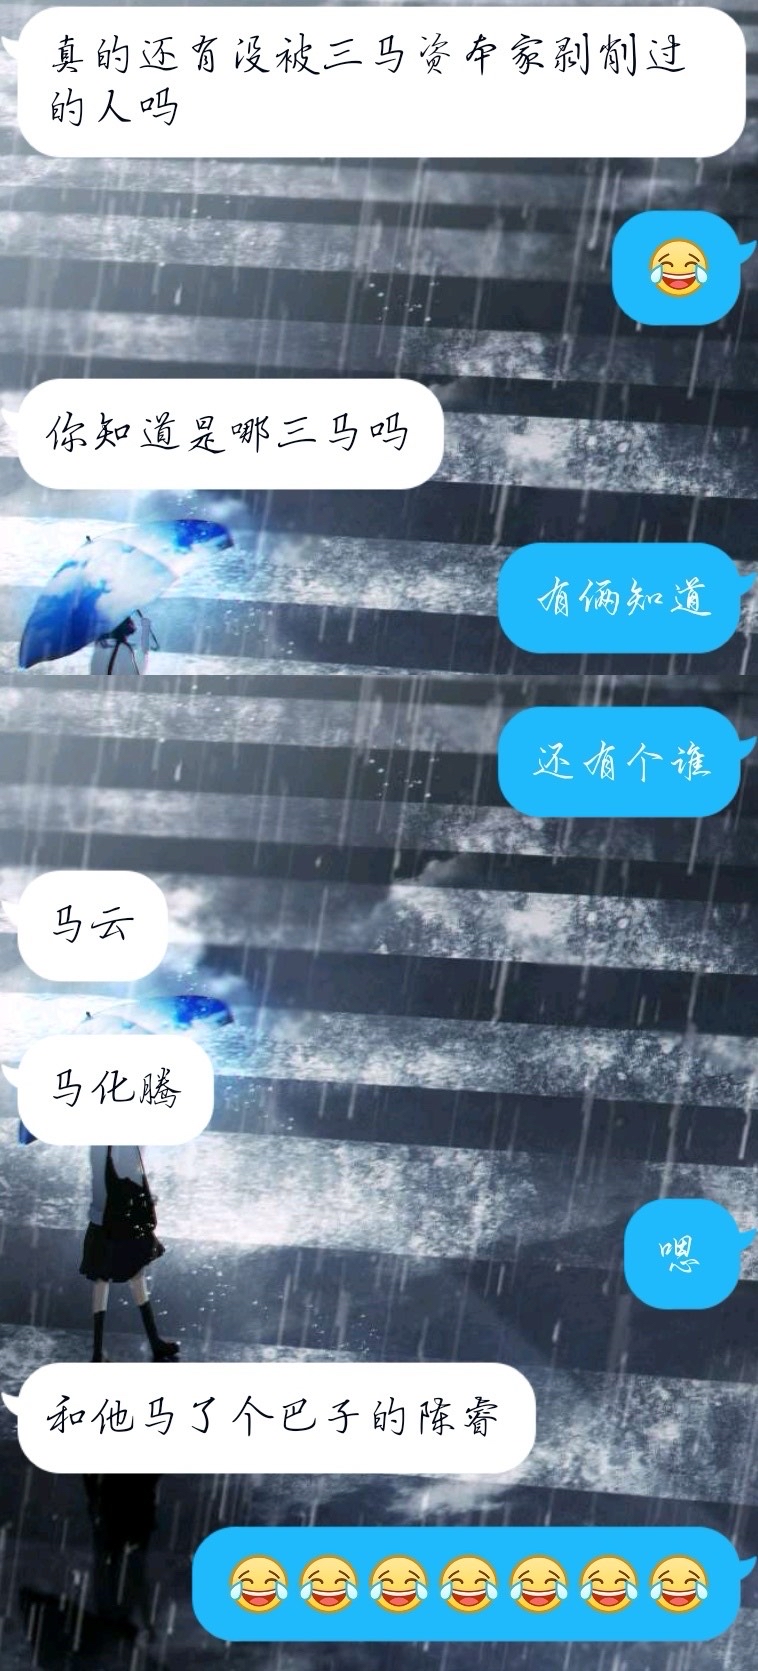 真的还有没被三马资本家剥削过
的人吗
😂
你知道是哪三马吗
有俩知道
还有个谁
马云
马化腾
嗯
和他马了个巴子的陈睿
😂😂😂😂😂😂😂